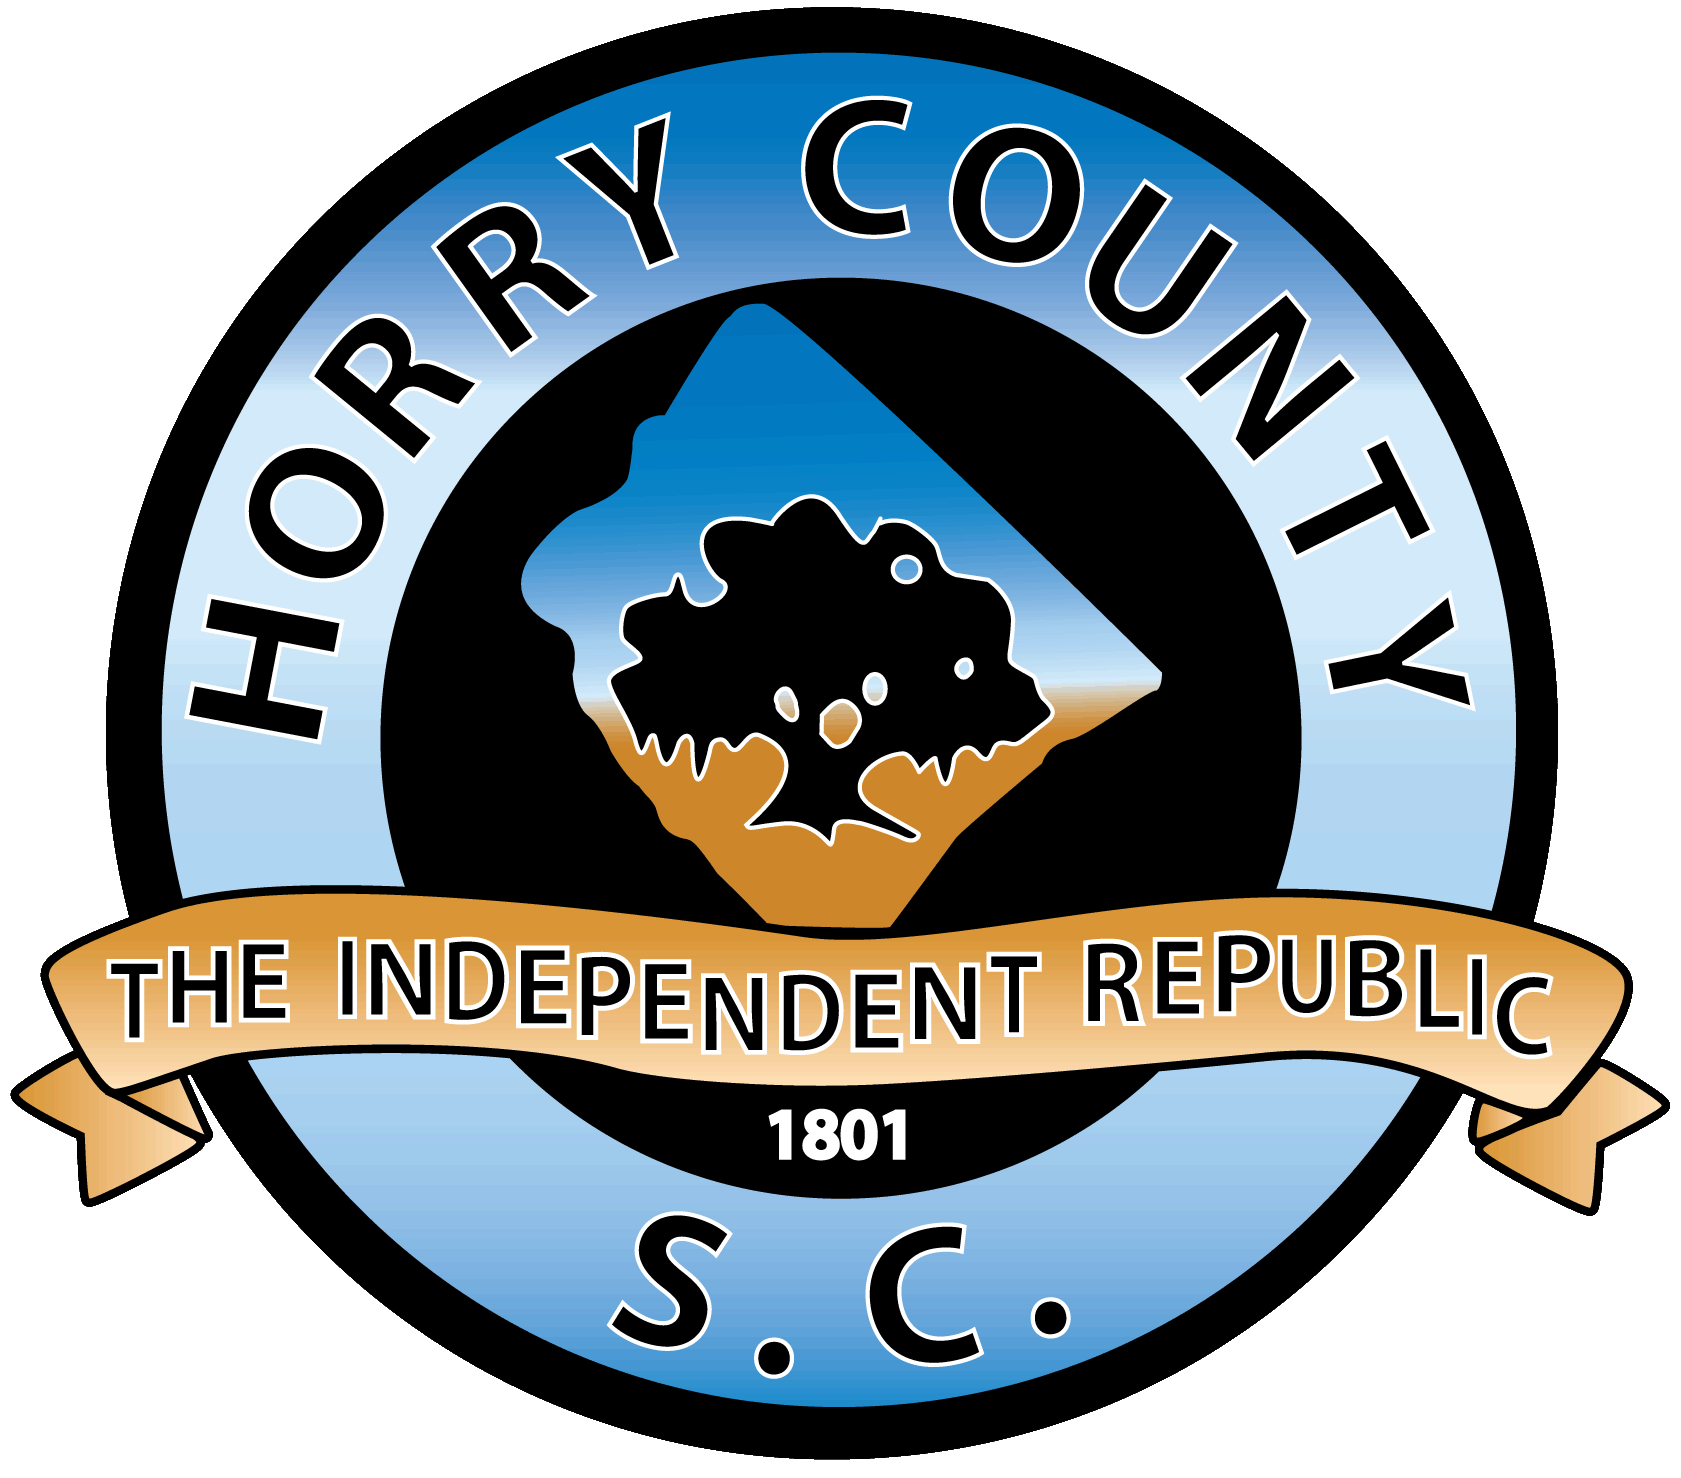 HORRY COUNTY
THE INDEPENDENT REPUBLIC
1801
S.C.